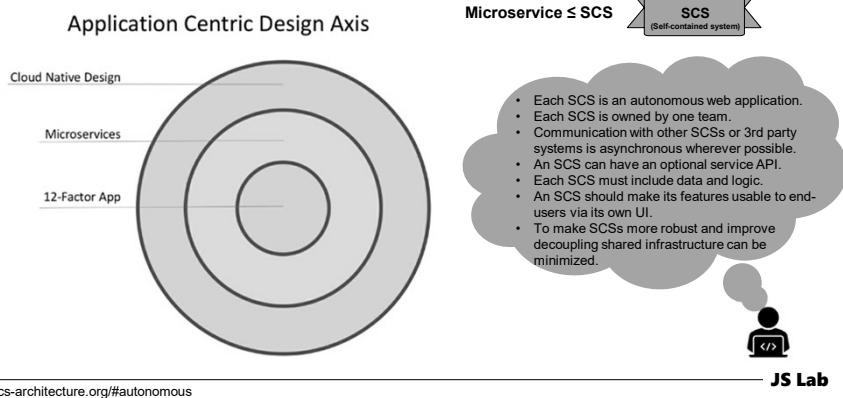 Application Centric Design Axis
Cloud Native Design
Microservices
12-Factor App
Microservice ≤ SCS
SCS
(Self-contained system)
• Each SCS is an autonomous web application.
• Each SCS is owned by one team.
• Communication with other SCSs or 3rd party
systems is asynchronous wherever possible.
• An SCS can have an optional service API.
• Each SCS must include data and logic.
• An SCS should make its features usable to end-
users via its own UI.
• To make SCSs more robust and improve
decoupling shared infrastructure can be
minimized.
</>
JS Lab
cs-architecture.org/#autonomous